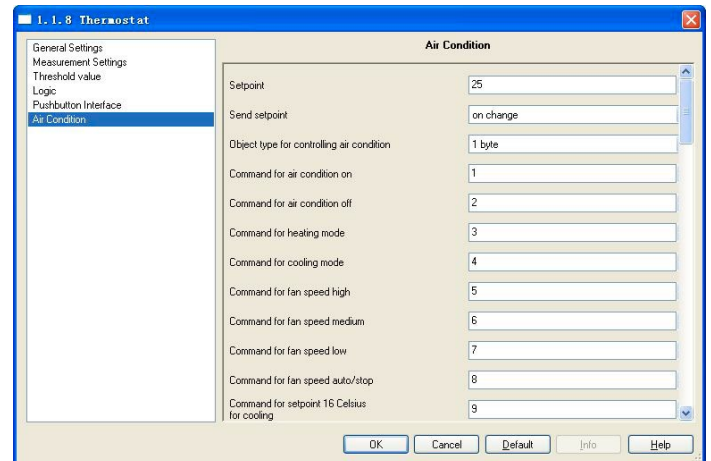 1.1.8 Thermostat
General Settings
Measurement Settings
Threshold value
Logic
Pushbutton Interface
Air Condition
Air Condition
Setpoint 25
Send setpoint on change
Object type for controlling air condition 1 byte
Command for air condition on 1
Command for air condition off 2
Command for heating mode 3
Command for cooling mode 4
Command for fan speed high 5
Command for fan speed medium 6
Command for fan speed low 7
Command for fan speed auto/stop 8
Command for setpoint 16 Celsius
for cooling 9
OK Cancel Default Info Help